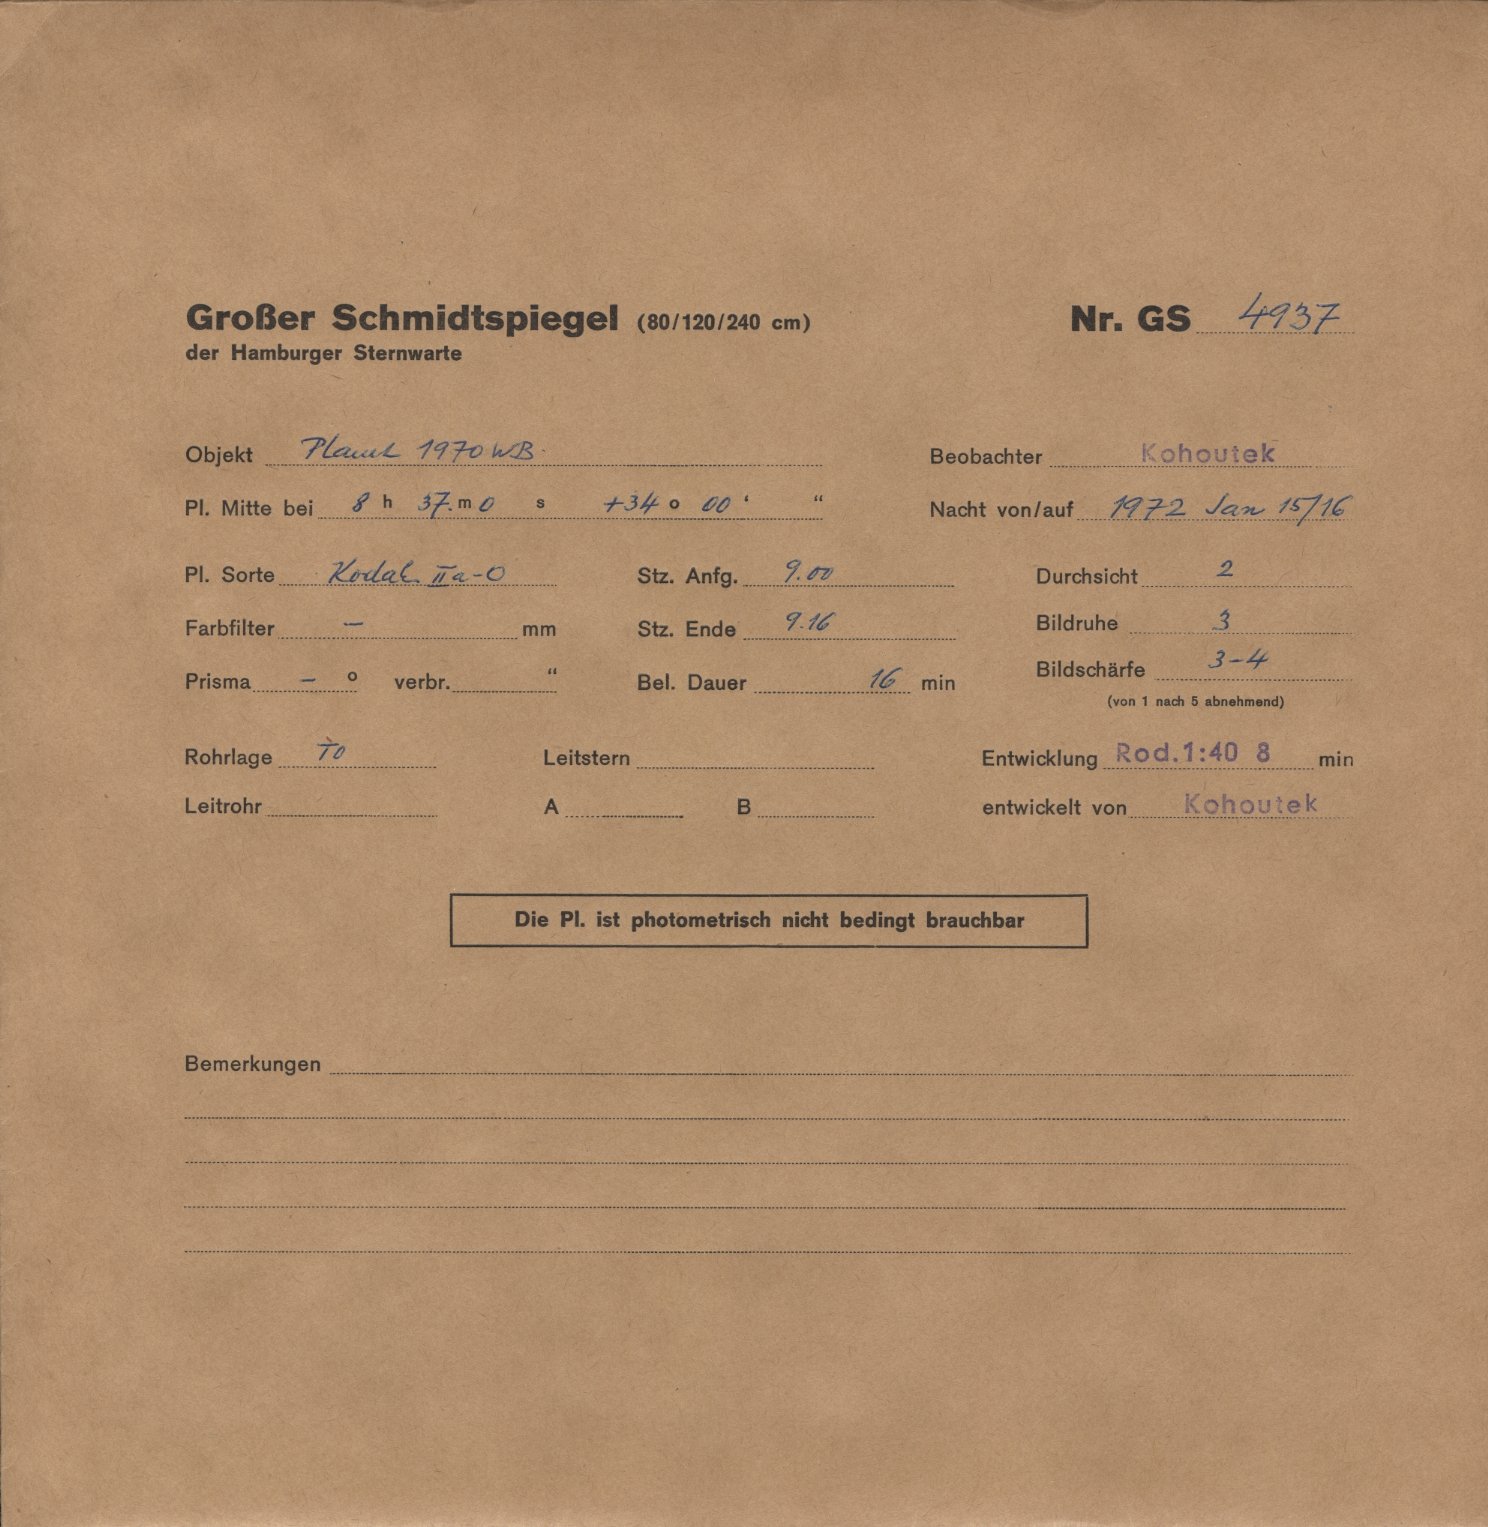 Großer Schmidtspiegel (80/120/240 cm) Nr. GS 4937
der Hamburger Sternwarte
Objekt Planet 1970 WB Beobachter Kohoutek
Pl. Mitte bei 8 h 37. m 0 s +34 o 00 ‘ “ Nacht von/auf 1972 Jan 15/16
Pl. Sorte Kodak IIa-O Stz. Anfg. 9.00 Durchsicht 2
Farbfilter – mm Stz. Ende 9.16 Bildruhe 3
Prisma – o verbr. “ Bel. Dauer 16 min Bildschärfe 3-4
(von 1 nach 5 abnehmend)
Rohrlage TO Leitstern Entwicklung Rod.1:40 8 min
Leitrohr A B entwickelt von Kohoutek
Die Pl. ist photometrisch nicht bedingt brauchbar
Bemerkungen